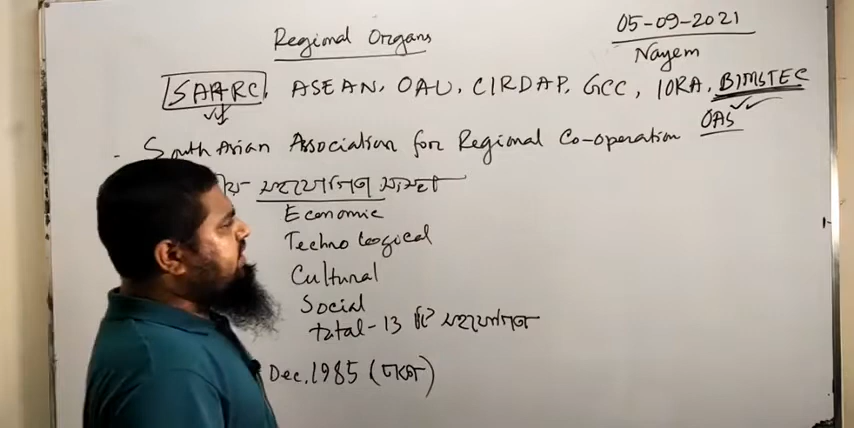 05-09-2021
Regional Organs
Nayem
SAARC, ASEAN, OAU, CIRDAP, GCC, IORA, BIMSTEC
OAS
- South Asian Association for Regional Co-operation
সহযোগিতা সংস্থা
Economic
Technological
Cultural
Social
total - 13 টি সহযোগিতা
Dec, 1985 (ঢাকা)